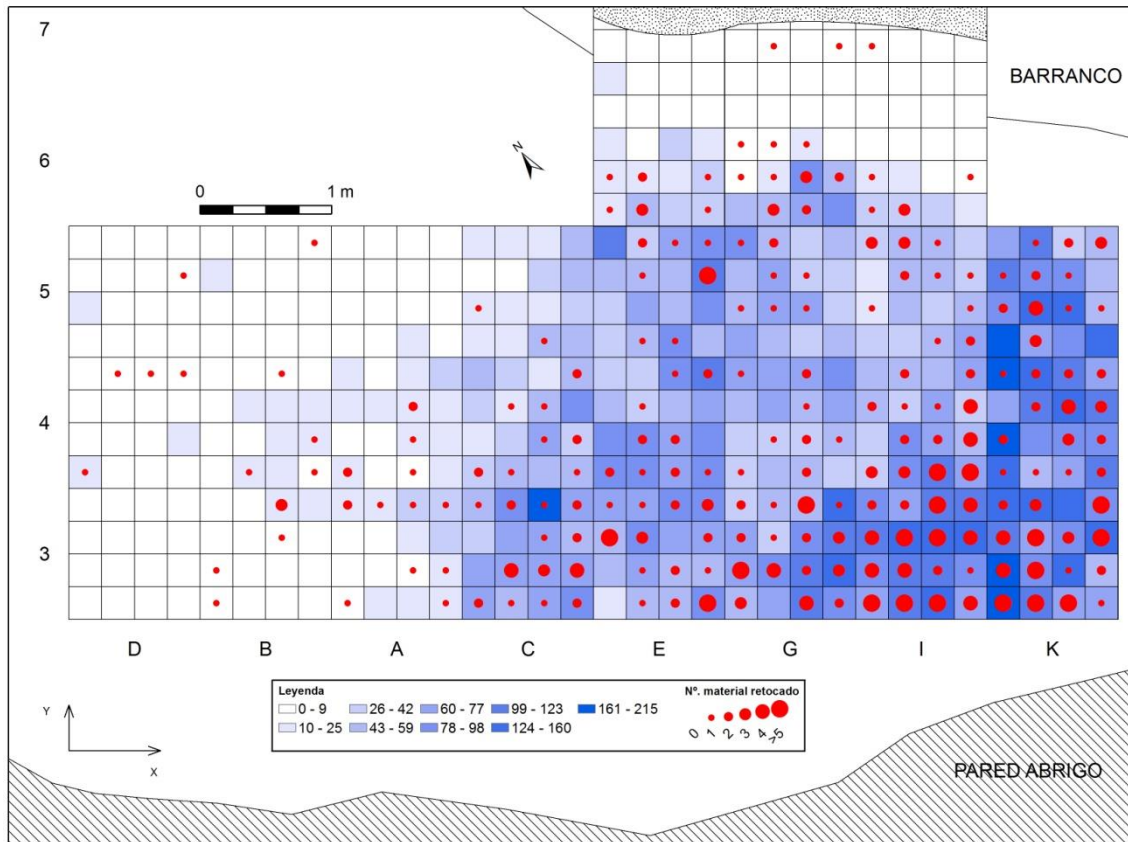 7
BARRANCO
6
N
0 1 m
5
4
3
D B A C E G I K
Leyenda
0 - 9 26 - 42 60 - 77 99 - 123 161 - 215
10 - 25 43 - 59 78 - 98 124 - 160
Nº. material retocado
0 1 2 3 4 >5
Y
X
PARED ABRIGO